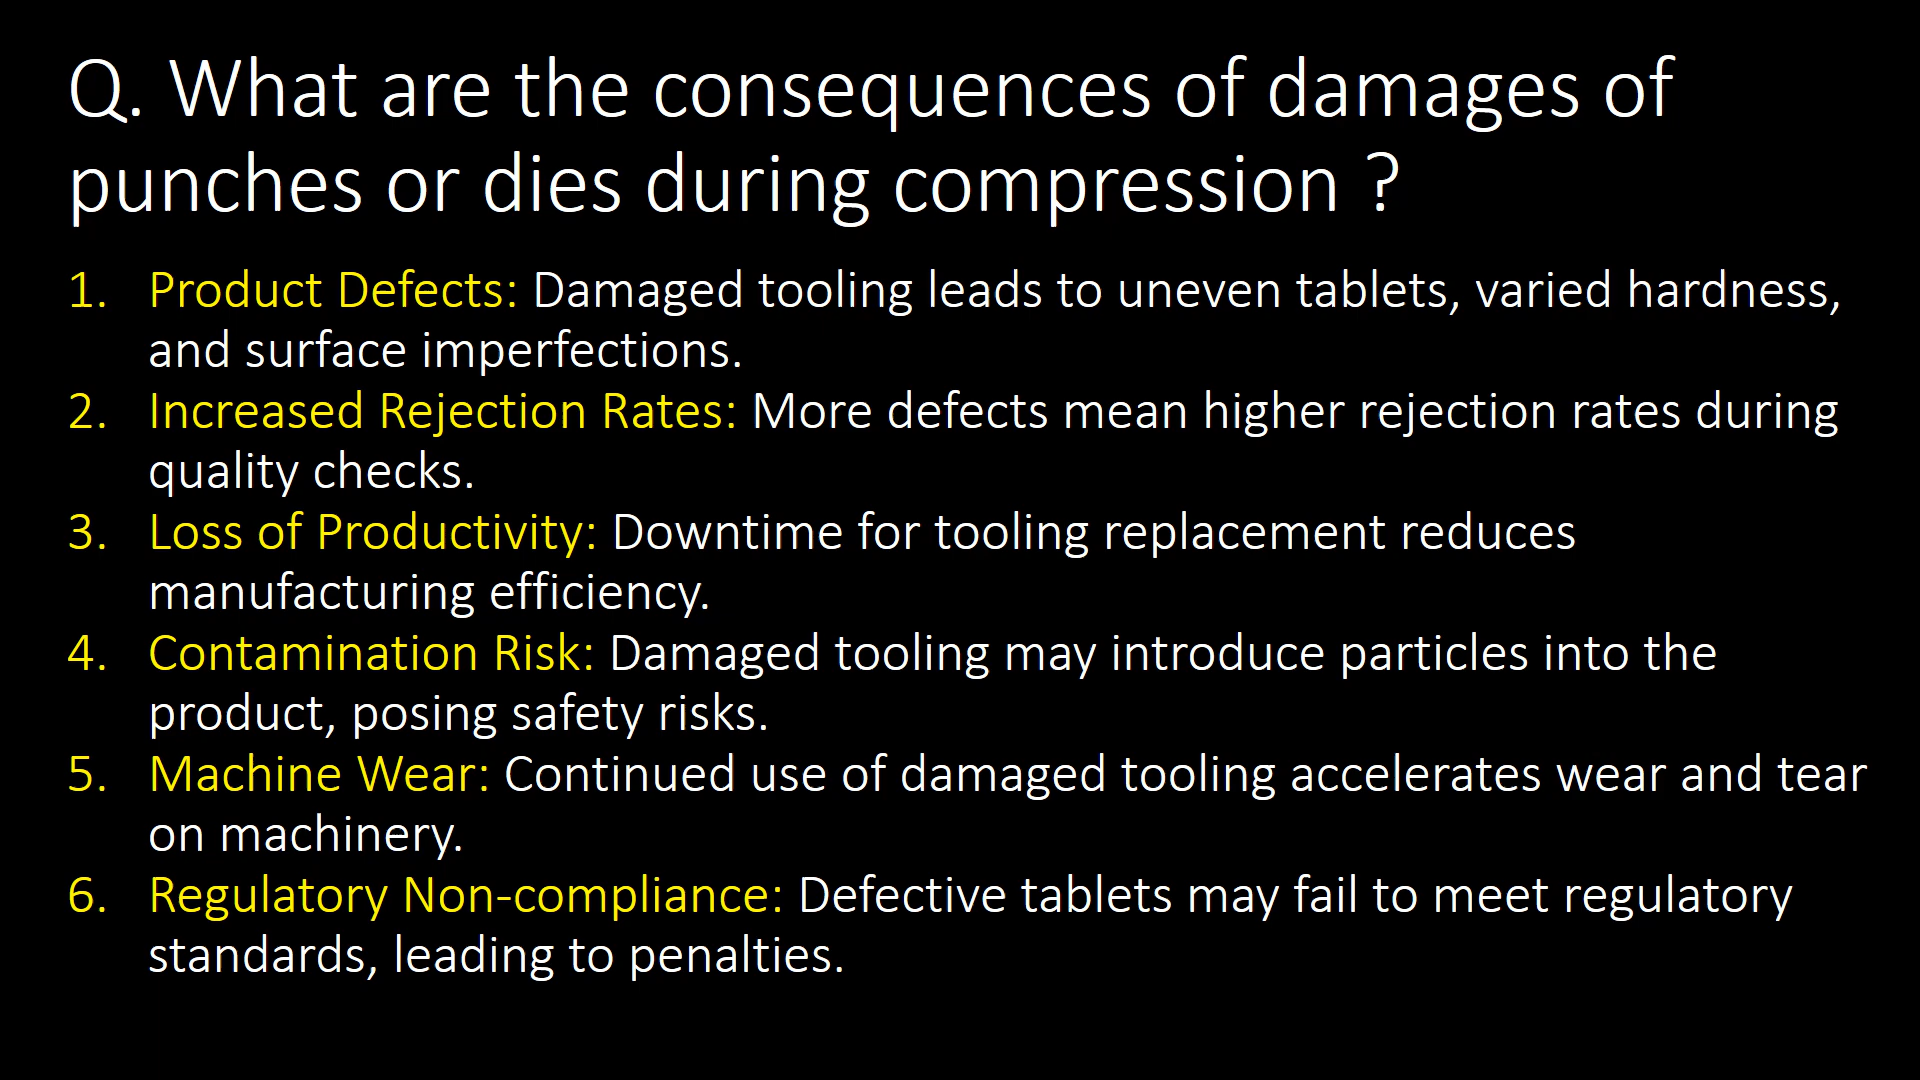 Q. What are the consequences of damages of
punches or dies during compression ?
1. Product Defects: Damaged tooling leads to uneven tablets, varied hardness,
and surface imperfections.
2. Increased Rejection Rates: More defects mean higher rejection rates during
quality checks.
3. Loss of Productivity: Downtime for tooling replacement reduces
manufacturing efficiency.
4. Contamination Risk: Damaged tooling may introduce particles into the
product, posing safety risks.
5. Machine Wear: Continued use of damaged tooling accelerates wear and tear
on machinery.
6. Regulatory Non-compliance: Defective tablets may fail to meet regulatory
standards, leading to penalties.